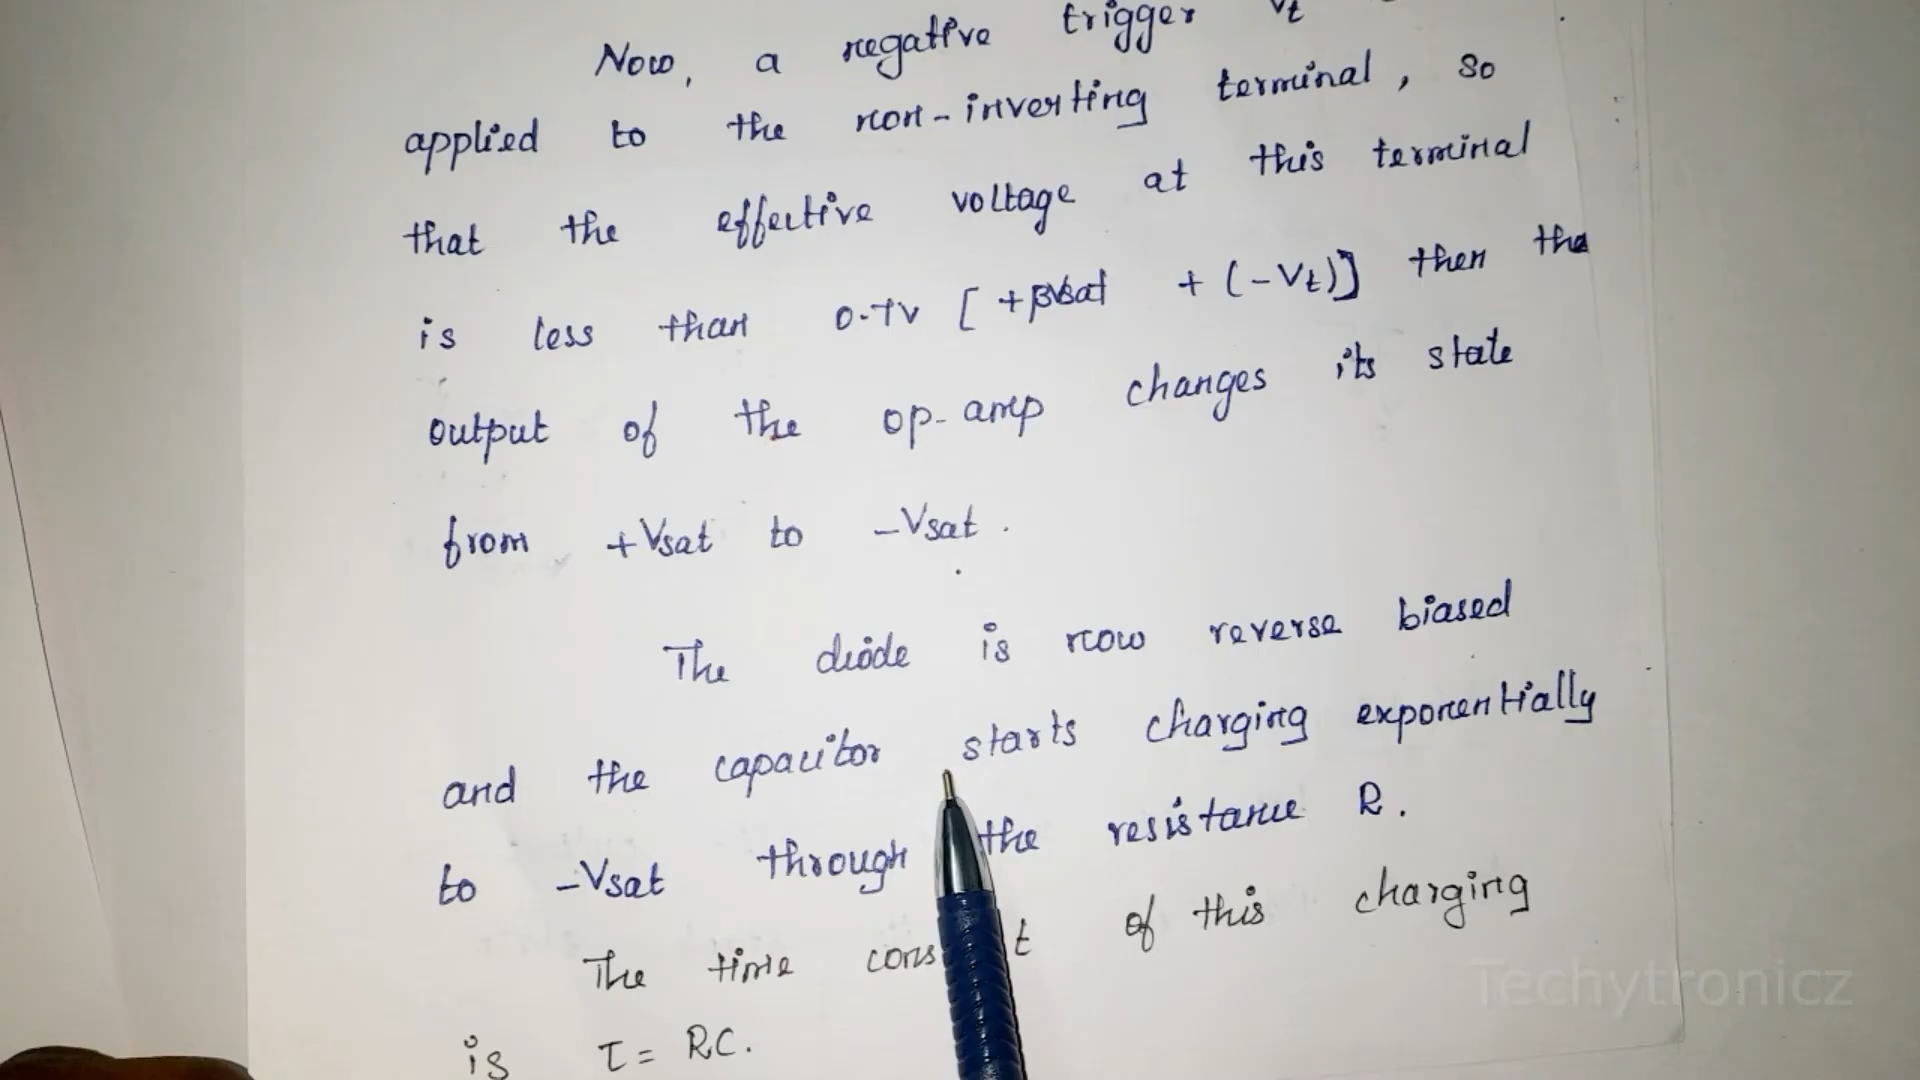 Now, a negative trigger Vt
applied to the non-inverting terminal, so
that the effective voltage at this terminal
is less than 0.7v [+βVsat + (-Vt)] then the
output of the op-amp changes its state
from +Vsat to -Vsat.
The diode is now reverse biased
and the capacitor starts charging exponentially
to -Vsat through the resistance R.
The time of this charging
is τ = RC.
Techytronicz